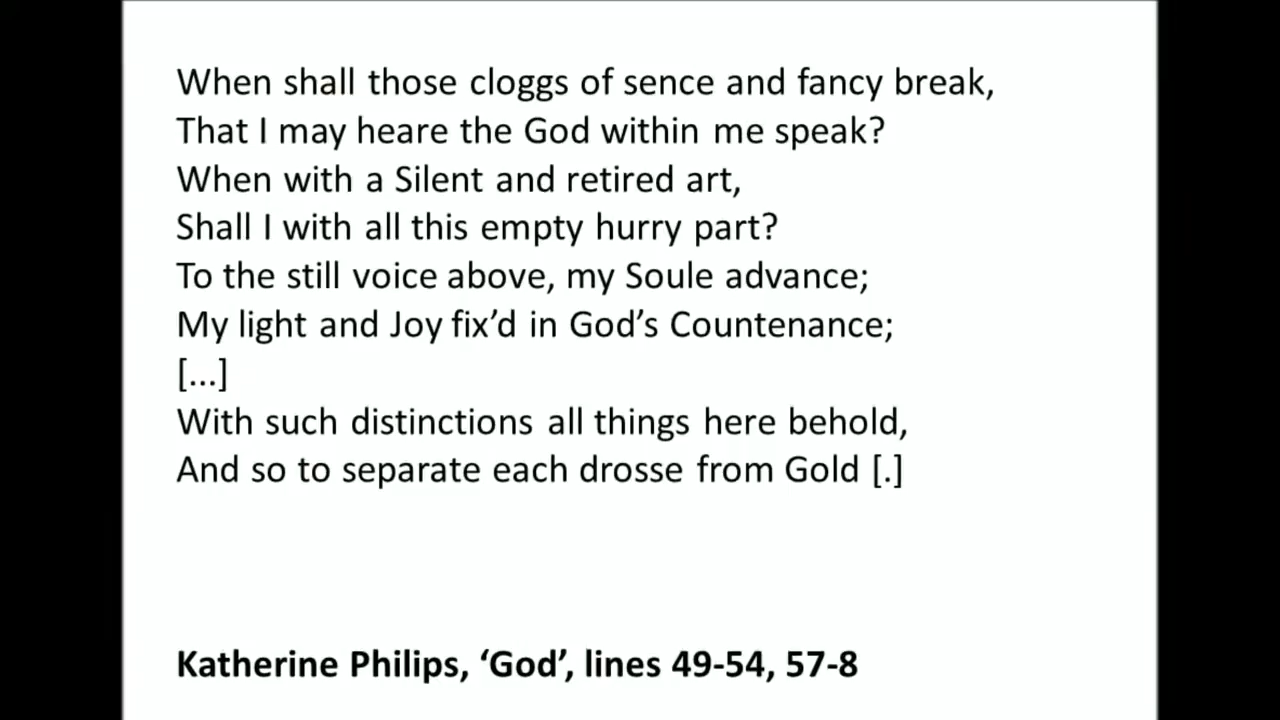 When shall those cloggs of sence and fancy break,
That I may heare the God within me speak?
When with a Silent and retired art,
Shall I with all this empty hurry part?
To the still voice above, my Soule advance;
My light and Joy fix’d in God’s Countenance;
[...]
With such distinctions all things here behold,
And so to separate each drosse from Gold [.]
Katherine Philips, ‘God’, lines 49-54, 57-8